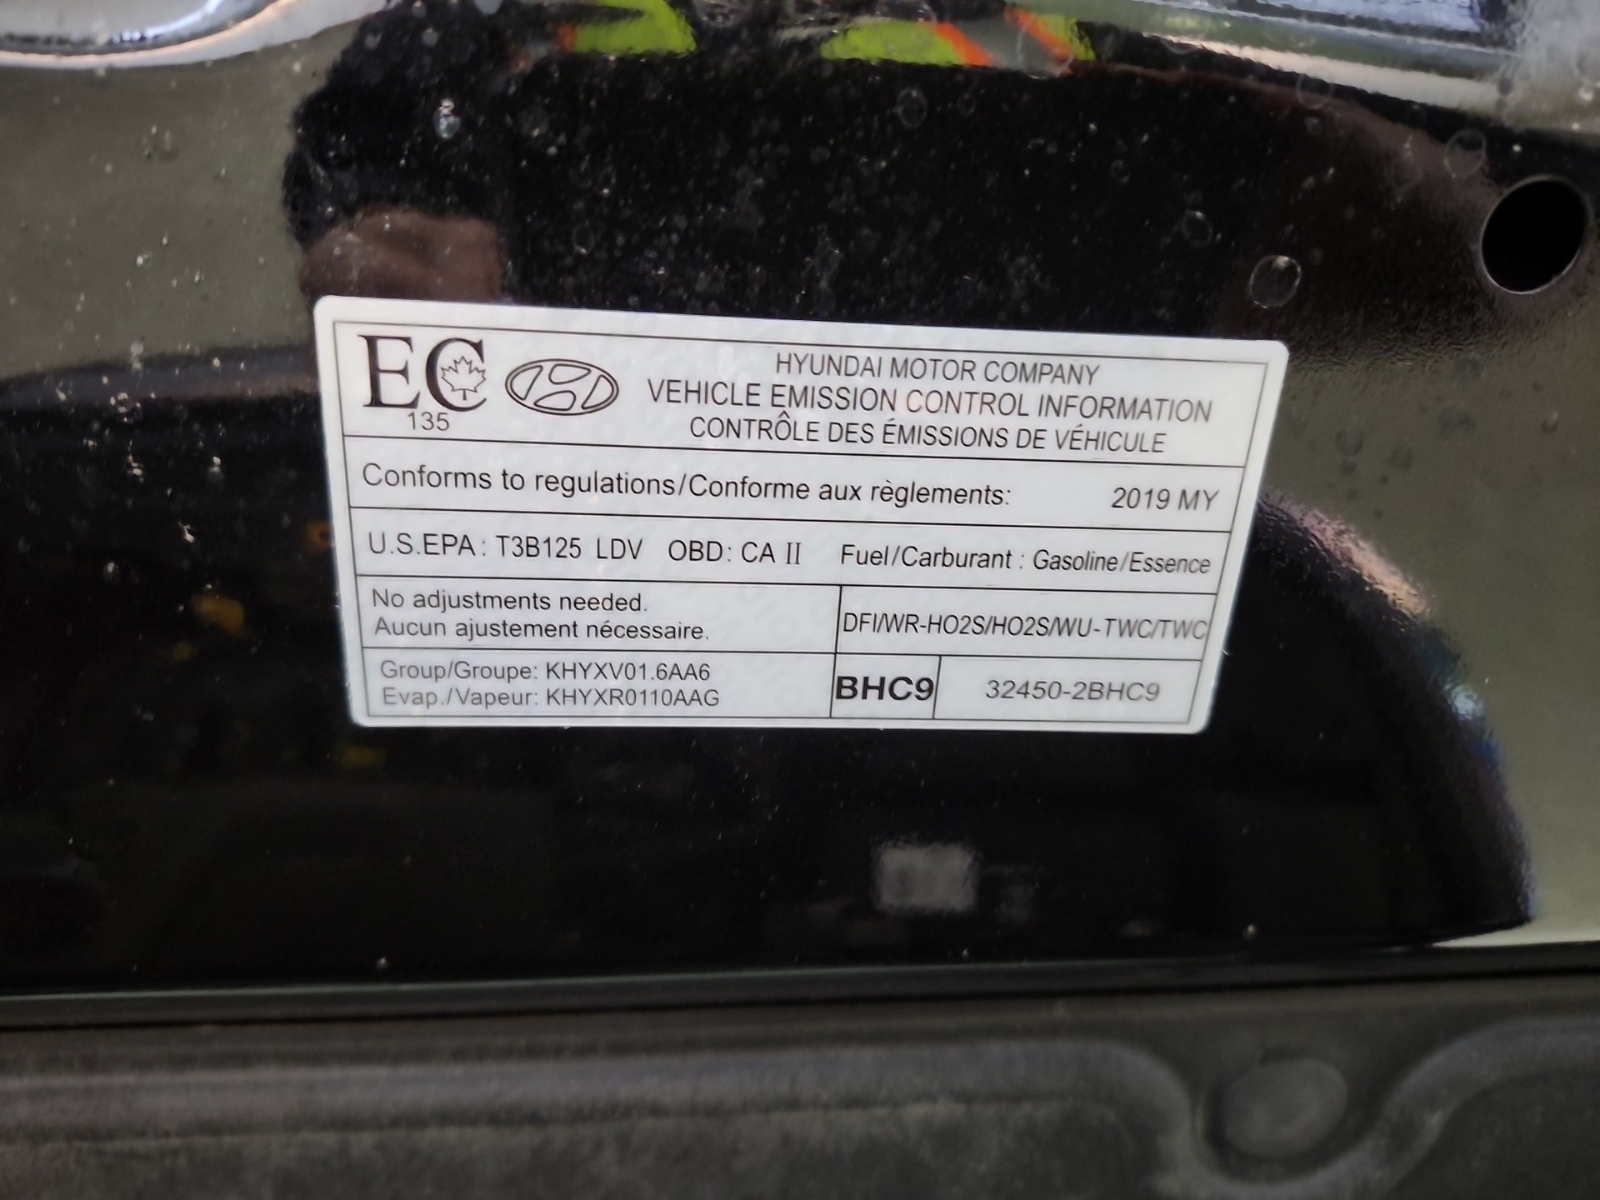 EC
135
HYUNDAI MOTOR COMPANY
VEHICLE EMISSION CONTROL INFORMATION
CONTRÔLE DES ÉMISSIONS DE VÉHICULE
Conforms to regulations/Conforme aux règlements: 2019 MY
U.S.EPA : T3B125 LDV OBD: CA II Fuel/Carburant : Gasoline/Essence
No adjustments needed.
Aucun ajustement nécessaire.
DFI/WR-HO2S/HO2S/WU-TWC/TWC
Group/Groupe: KHYXV01.6AA6
Evap./Vapeur: KHYXR0110AAG
BHC9
32450-2BHC9